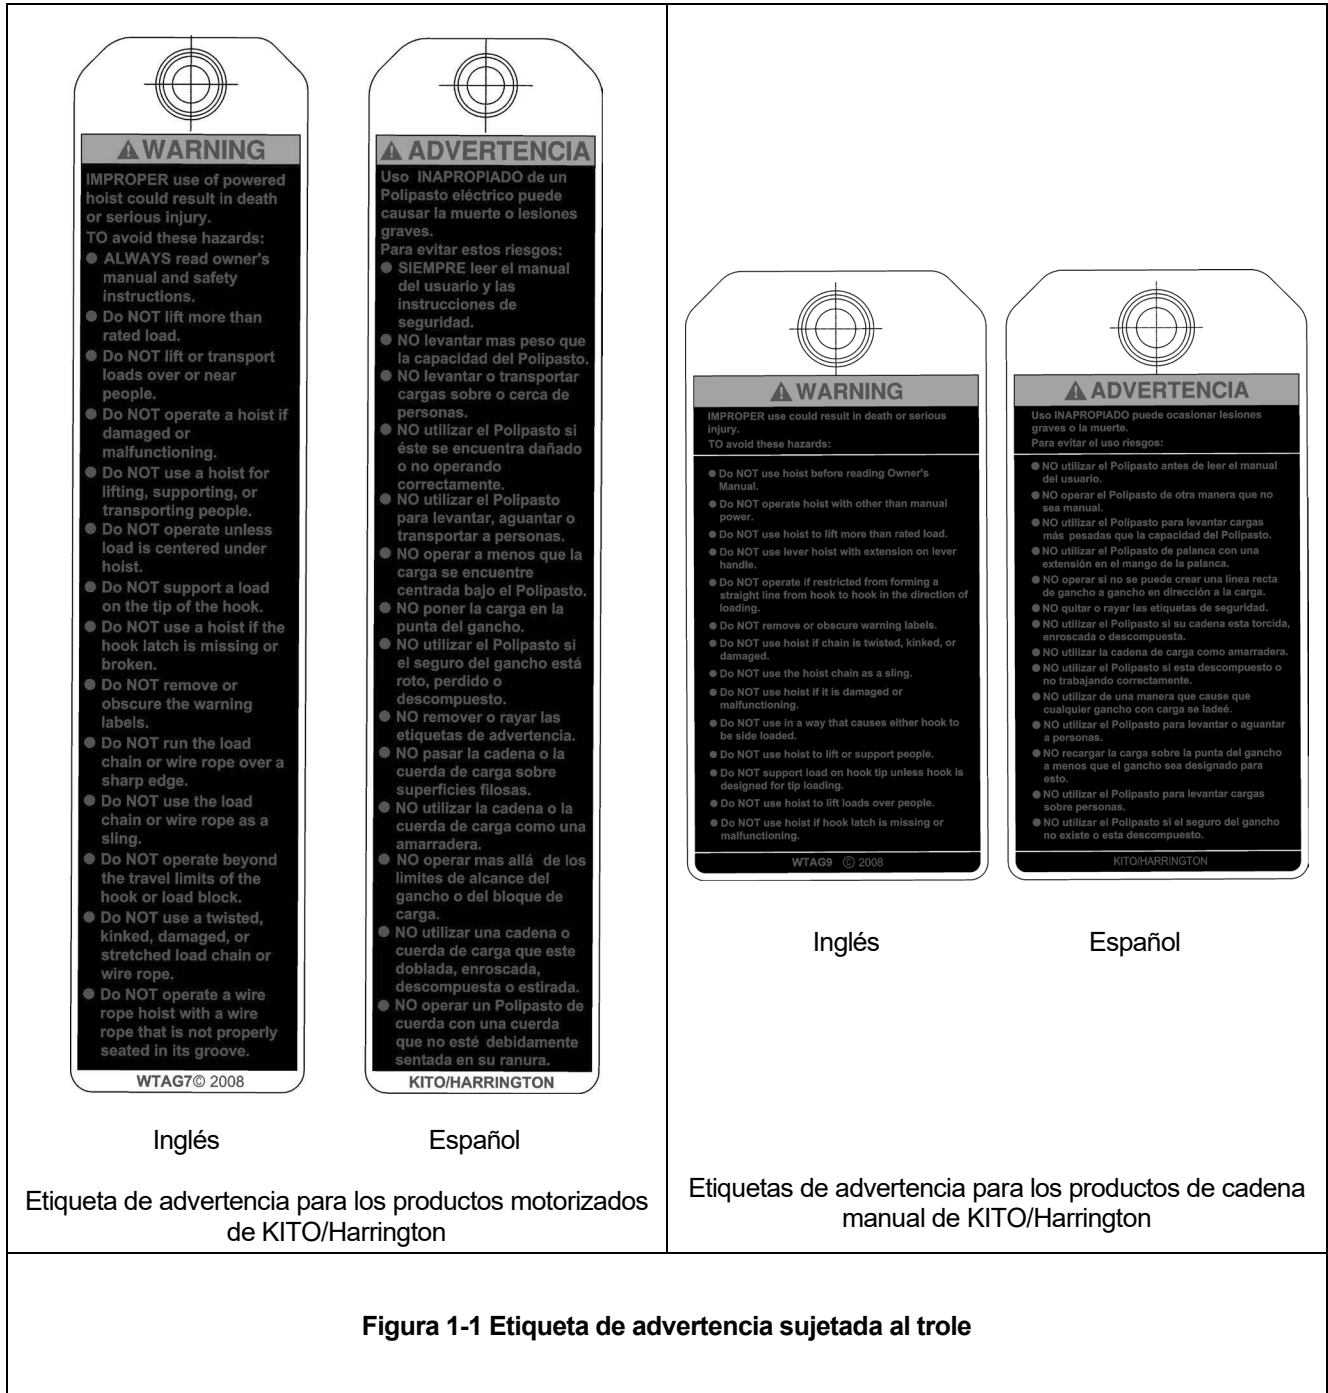 WARNING
IMPROPER use of powered
hoist could result in death
or serious injury.
TO avoid these hazards:
● ALWAYS read owner's
manual and safety
instructions.
● Do NOT lift more than
rated load.
● Do NOT lift or transport
loads over or near
people.
● Do NOT operate a hoist if
damaged or
malfunctioning.
● Do NOT use a hoist for
lifting, supporting, or
transporting people.
● Do NOT operate unless
load is centered under
hoist.
● Do NOT support a load
on the tip of the hook.
● Do NOT use a hoist if the
hook latch is missing or
broken.
● Do NOT remove or
obscure the warning
labels.
● Do NOT run the load
chain or wire rope over a
sharp edge.
● Do NOT use the load
chain or wire rope as a
sling.
● Do NOT operate beyond
the travel limits of the
hook or load block.
● Do NOT use a twisted,
kinked, damaged, or
stretched load chain or
wire rope.
● Do NOT operate a wire
rope hoist with a wire
rope that is not properly
seated in its groove.
WTAG7© 2008
Inglés
ADVERTENCIA
Uso INAPROPIADO de un
Polipasto eléctrico puede
causar la muerte o lesiones
graves.
Para evitar estos riesgos:
● SIEMPRE leer el manual
del usuario y las
instrucciones de
seguridad.
● NO levantar mas peso que
la capacidad del Polipasto.
● NO levantar o transportar
cargas sobre o cerca de
personas.
● NO utilizar el Polipasto si
éste se encuentra dañado
o no operando
correctamente.
● NO utilizar el Polipasto
para levantar, aguantar o
transportar a personas.
● NO operar a menos que la
carga se encuentre
centrada bajo el Polipasto.
● NO poner la carga en la
punta del gancho.
● NO utilizar el Polipasto si
el seguro del gancho está
roto, perdido o
descompuesto.
● NO remover o rayar las
etiquetas de advertencia.
● NO pasar la cadena o la
cuerda de carga sobre
superficies filosas.
● NO utilizar la cadena o la
cuerda de carga como una
amarradera.
● NO operar mas allá de los
limites de alcance del
gancho o del bloque de
carga.
● NO utilizar una cadena o
cuerda de carga que este
doblada, enroscada,
descompuesta o estirada.
● NO operar un Polipasto de
cuerda con una cuerda
que no esté debidamente
sentada en su ranura.
KITO/HARRINGTON
Español
Etiqueta de advertencia para los productos motorizados
de KITO/Harrington
WARNING
IMPROPER use could result in death or serious
injury.
TO avoid these hazards:
● Do NOT use hoist before reading Owner's
Manual.
● Do NOT operate hoist with other than manual
power.
● Do NOT use hoist to lift more than rated load.
● Do NOT use lever hoist with extension on lever
handle.
● Do NOT operate if restricted from forming a
straight line from hook to hook in the direction of
loading.
● Do NOT remove or obscure warning labels.
● Do NOT use hoist if chain is twisted, kinked, or
damaged.
● Do NOT use the hoist chain as a sling.
● Do NOT use hoist if it is damaged or
malfunctioning.
● Do NOT use in a way that causes either hook to
be side loaded.
● Do NOT use hoist to lift or support people.
● Do NOT support load on hook tip unless hook is
designed for tip loading.
● Do NOT use hoist to lift loads over people.
● Do NOT use hoist if hook latch is missing or
malfunctioning.
WTAG9 © 2008
Inglés
ADVERTENCIA
Uso INAPROPIADO puede ocasionar lesiones
graves o la muerte.
Para evitar el uso riesgos:
● NO utilizar el Polipasto antes de leer el manual
del usuario.
● NO operar el Polipasto de otra manera que no
sea manual.
● NO utilizar el Polipasto para levantar cargas
más pesadas que la capacidad del Polipasto.
● NO utilizar el Polipasto de palanca con una
extensión en el mango de la palanca.
● NO operar si no se puede crear una línea recta
de gancho a gancho en dirección a la carga.
● NO quitar o rayar las etiquetas de seguridad.
● NO utilizar el Polipasto si su cadena esta torcida,
enroscada o descompuesta.
● NO utilizar la cadena de carga como amarradera.
● NO utilizar el Polipasto si esta descompuesto o
no trabajando correctamente.
● NO utilizar de una manera que cause que
cualquier gancho con carga se ladeé.
● NO utilizar el Polipasto para levantar o aguantar
a personas.
● NO recargar la carga sobre la punta del gancho
a menos que el gancho sea designado para
esto.
● NO utilizar el Polipasto para levantar cargas
sobre personas.
● NO utilizar el Polipasto si el seguro del gancho
no existe o esta descompuesto.
KITO/HARRINGTON
Español
Etiquetas de advertencia para los productos de cadena
manual de KITO/Harrington
Figura 1-1 Etiqueta de advertencia sujetada al trole